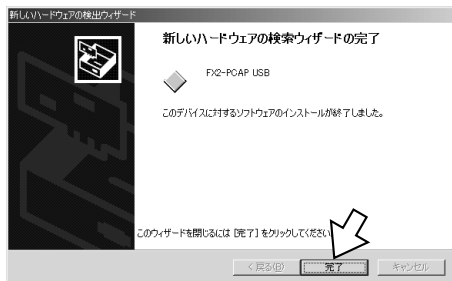 新しいハードウェアの検出ウィザード
新しいハードウェアの検索ウィザードの完了
FX2-PCAP USB
このデバイスに対するソフトウェアのインストールが終了しました。
このウィザードを閉じるには [完了] をクリックしてください
< 戻る(B)
完了
キャンセル